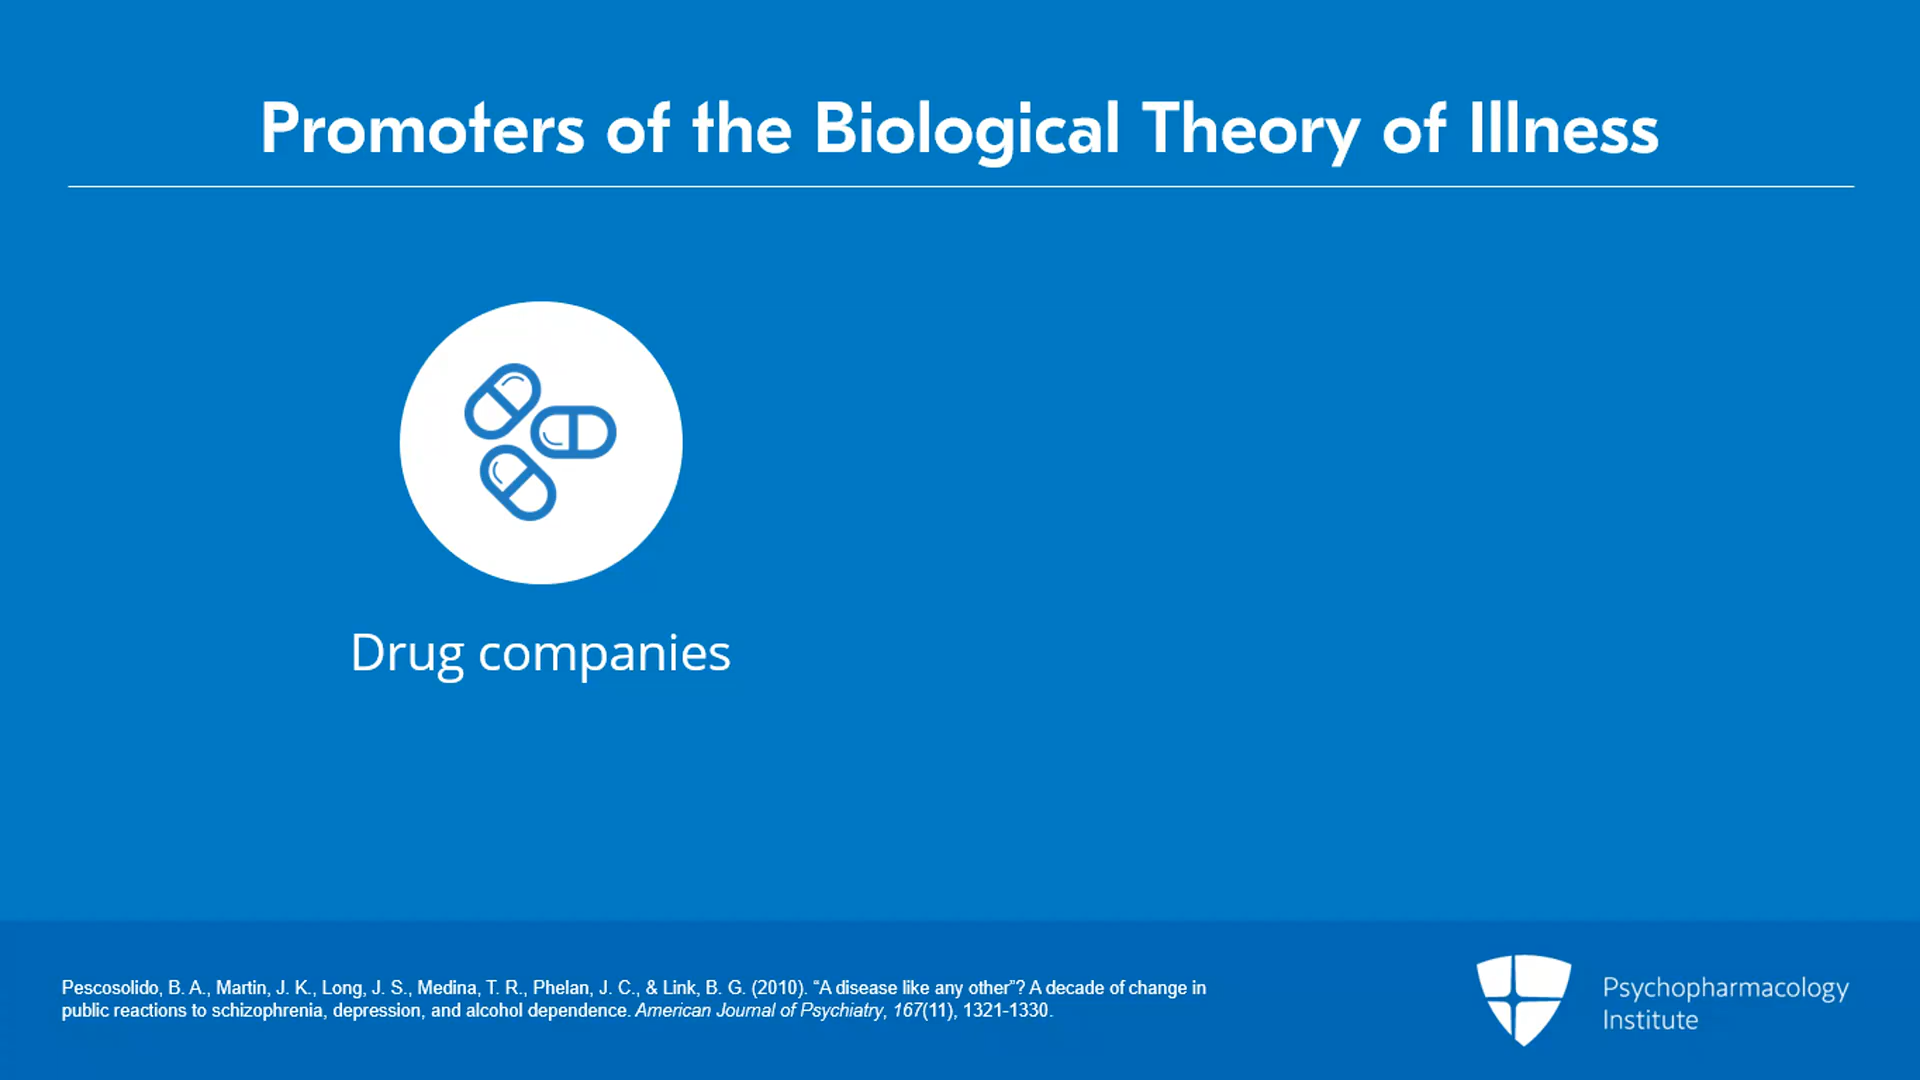 Promoters of the Biological Theory of Illness
Drug companies
Pescosolido, B. A., Martin, J. K., Long, J. S., Medina, T. R., Phelan, J. C., & Link, B. G. (2010). “A disease like any other”? A decade of change in
public reactions to schizophrenia, depression, and alcohol dependence. American Journal of Psychiatry, 167(11), 1321-1330.
Psychopharmacology
Institute